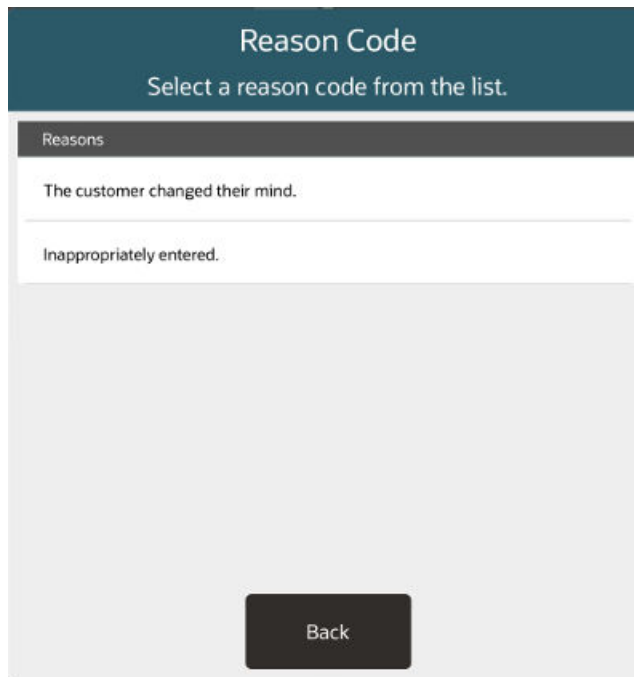 Reason Code
Select a reason code from the list.
Reasons
The customer changed their mind.
Inappropriately entered.
Back